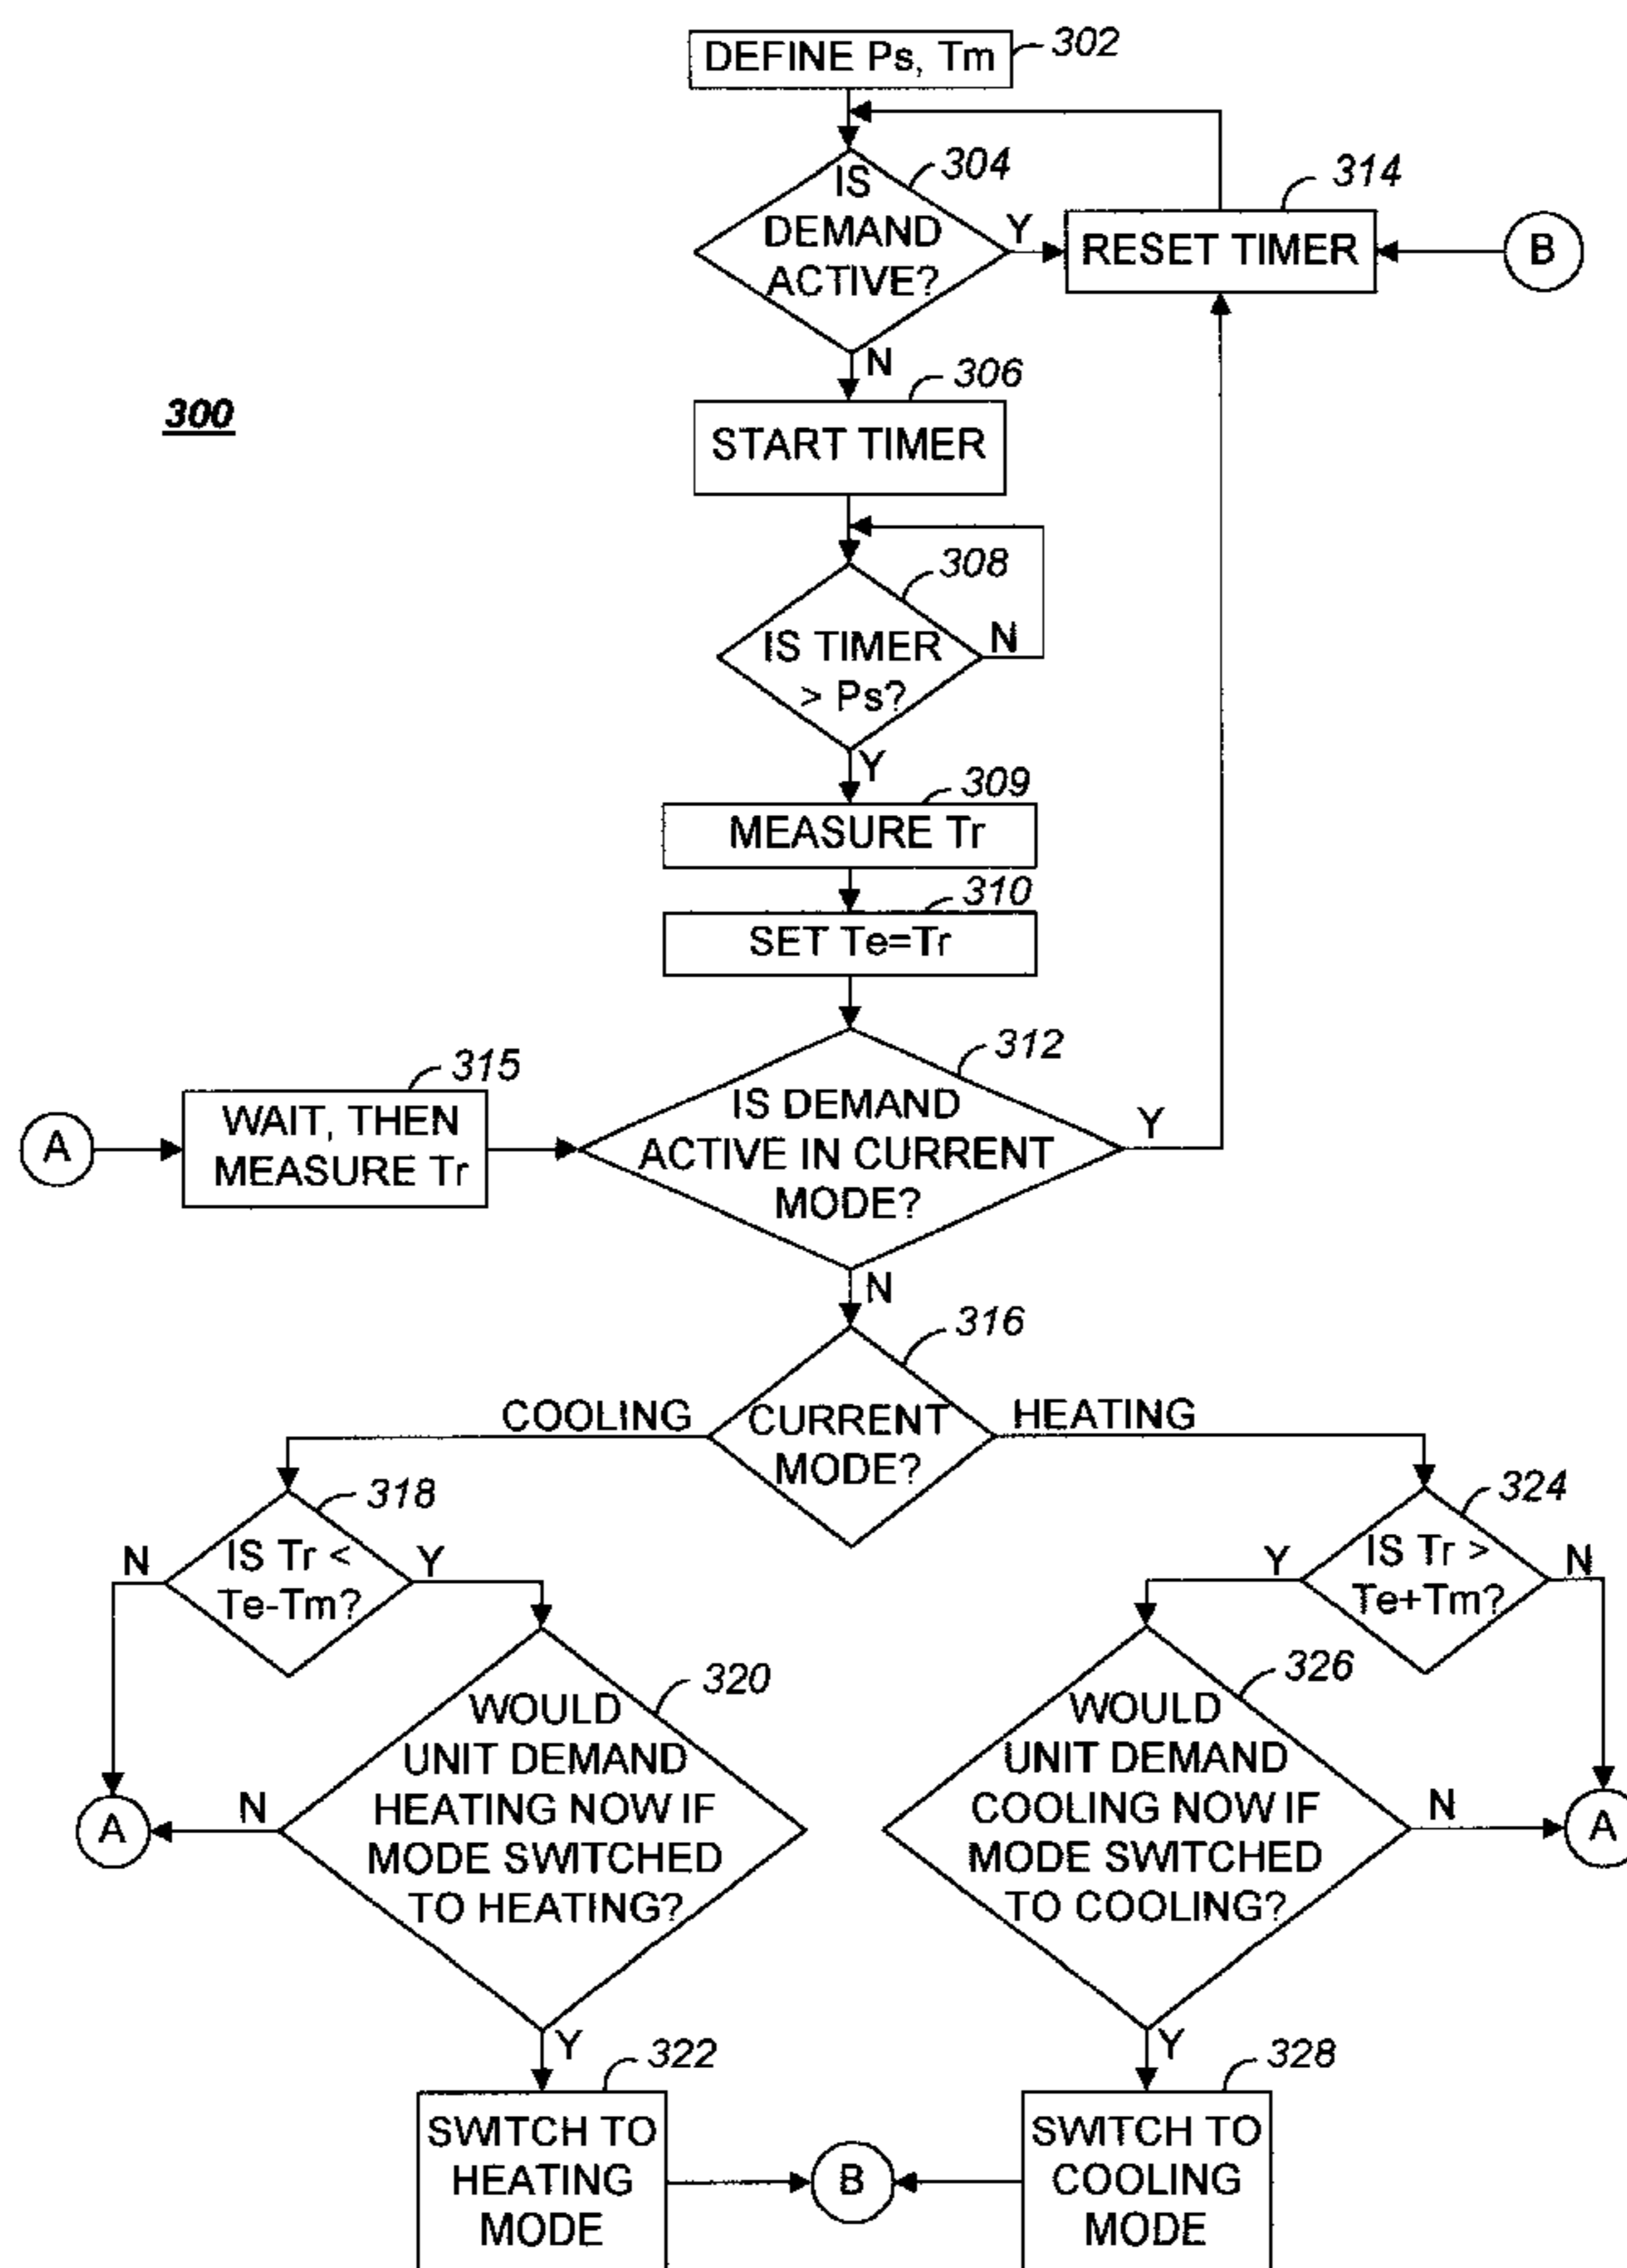 DEFINE Ps, Tm
302
IS
DEMAND
ACTIVE?
304
Y
N
314
RESET TIMER
B
300
306
START TIMER
308
IS TIMER
> Ps?
N
Y
309
MEASURE Tr
310
SET Te=Tr
312
IS DEMAND
ACTIVE IN CURRENT
MODE?
Y
N
A
315
WAIT, THEN
MEASURE Tr
316
CURRENT
MODE?
COOLING
HEATING
318
IS Tr <
Te-Tm?
N
Y
324
IS Tr >
Te+Tm?
Y
N
320
WOULD
UNIT DEMAND
HEATING NOW IF
MODE SWITCHED
TO HEATING?
N
A
Y
326
WOULD
UNIT DEMAND
COOLING NOW IF
MODE SWITCHED
TO COOLING?
N
A
Y
322
SWITCH TO
HEATING
MODE
B
328
SWITCH TO
COOLING
MODE